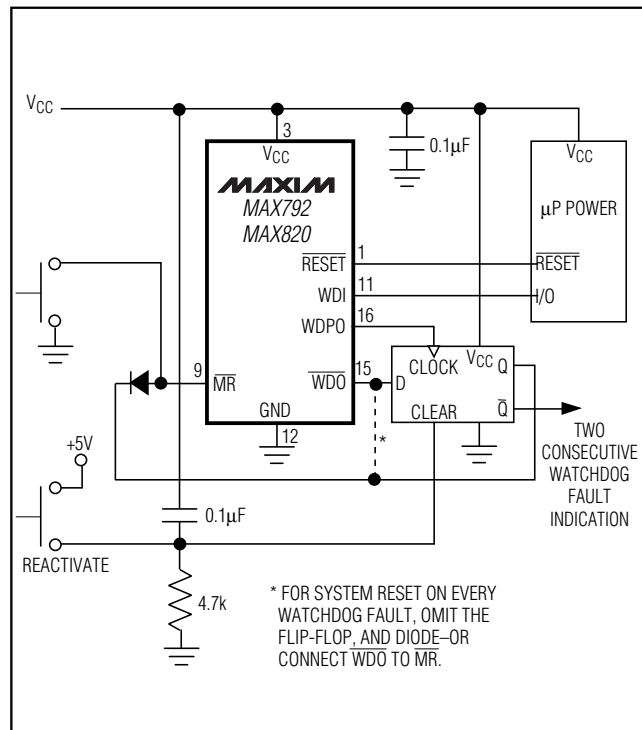 VCC
3
VCC
MAXIM
MAX792
MAX820
0.1µF
VCC
µP POWER
RESET
1
RESET
WDI
11
I/O
WDPO
16
9
MR
WDO
15
D
CLOCK
VCC
Q
CLEAR
Q
GND
12
*
TWO
CONSECUTIVE
WATCHDOG
FAULT
INDICATION
+5V
REACTIVATE
0.1µF
4.7k
* FOR SYSTEM RESET ON EVERY
WATCHDOG FAULT, OMIT THE
FLIP-FLOP, AND DIODE–OR
CONNECT WDO TO MR.